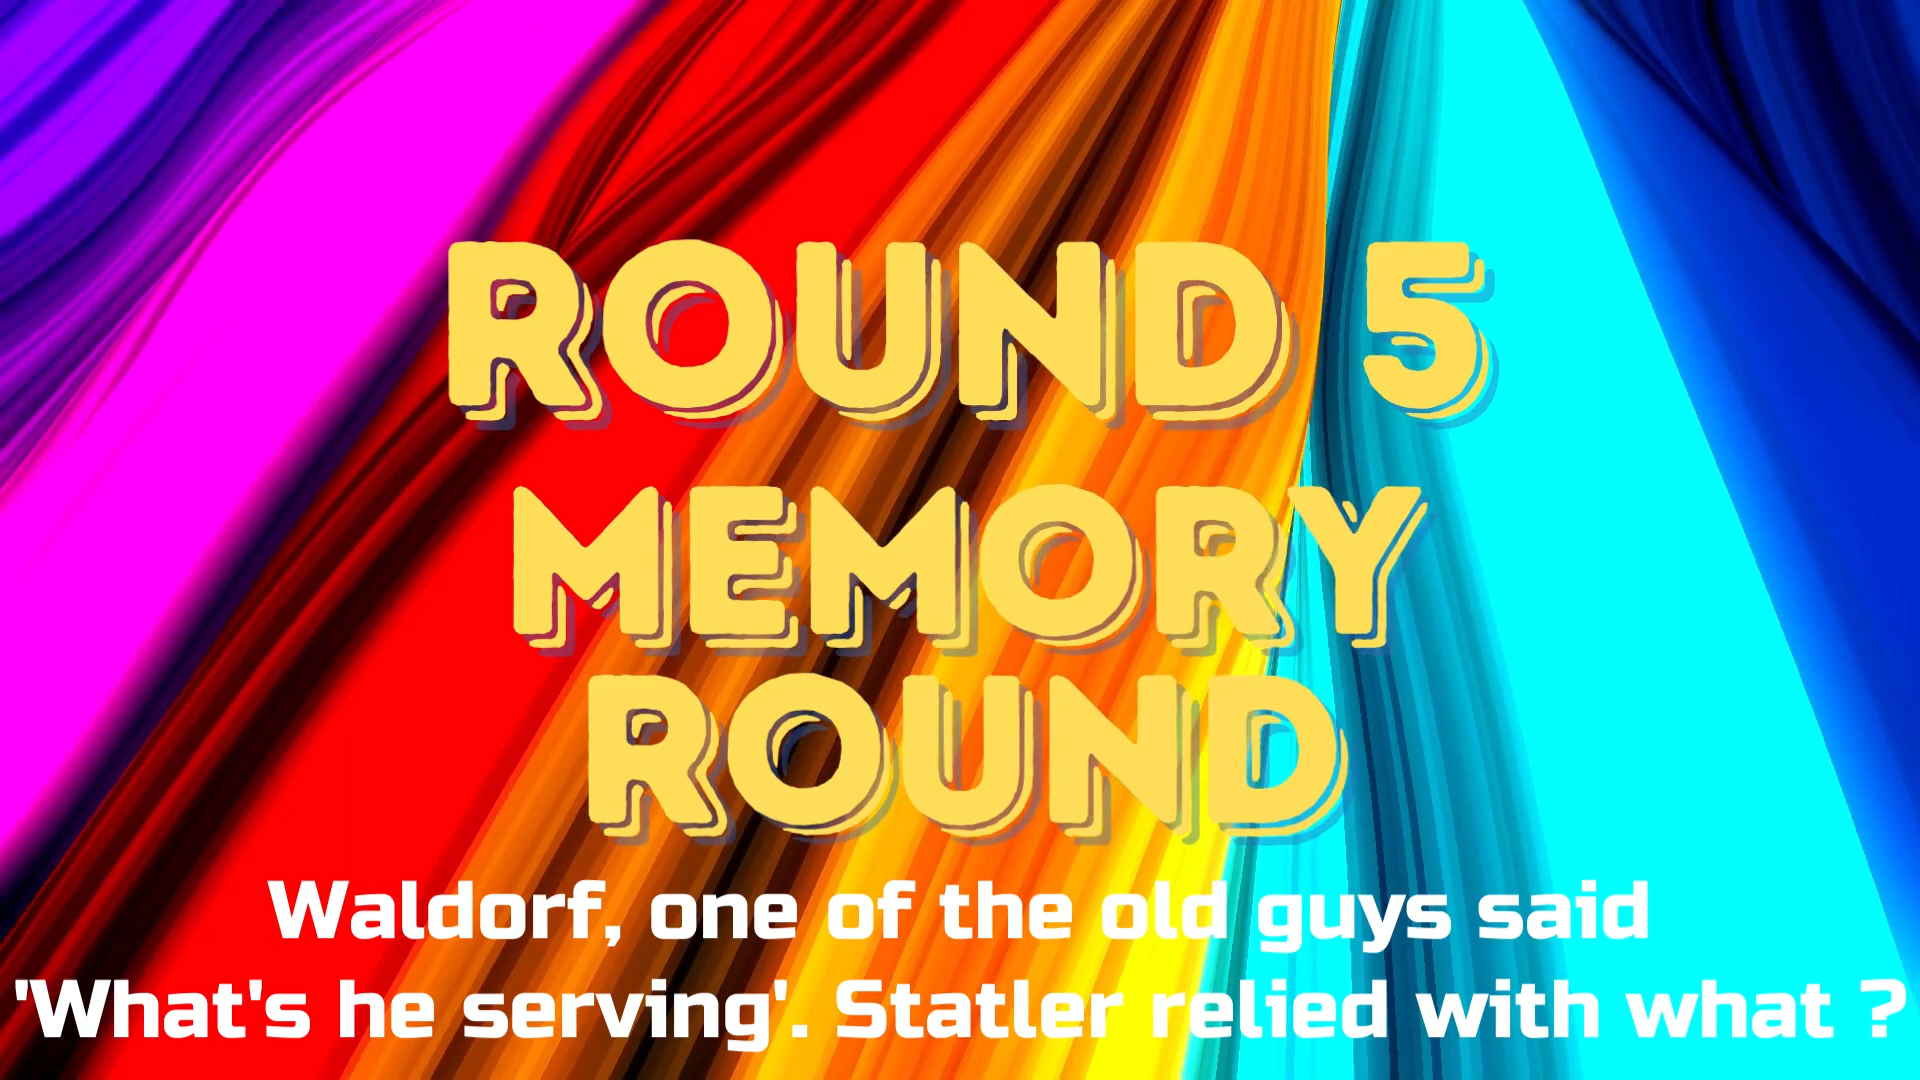 ROUND 5
MEMORY
ROUND
Waldorf, one of the old guys said
'What's he serving'. Statler relied with what ?